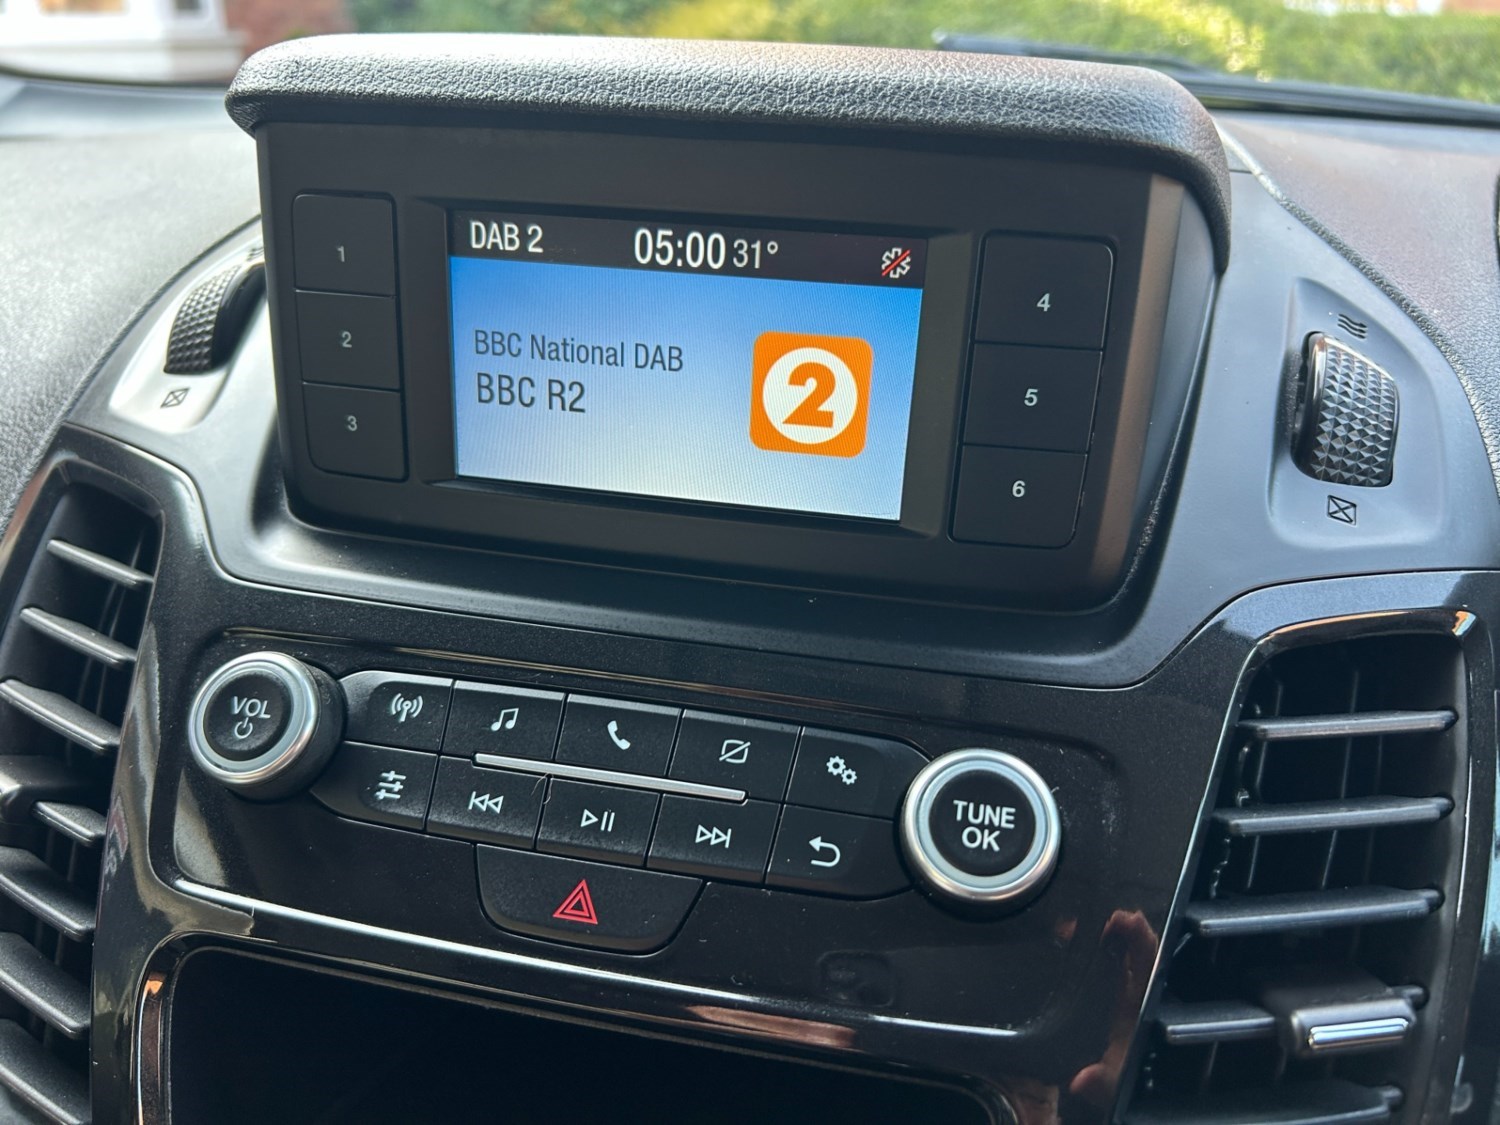 DAB 2 05:00 31°
BBC National DAB
BBC R2
2
1
2
3
4
5
6
VOL
TUNE
OK